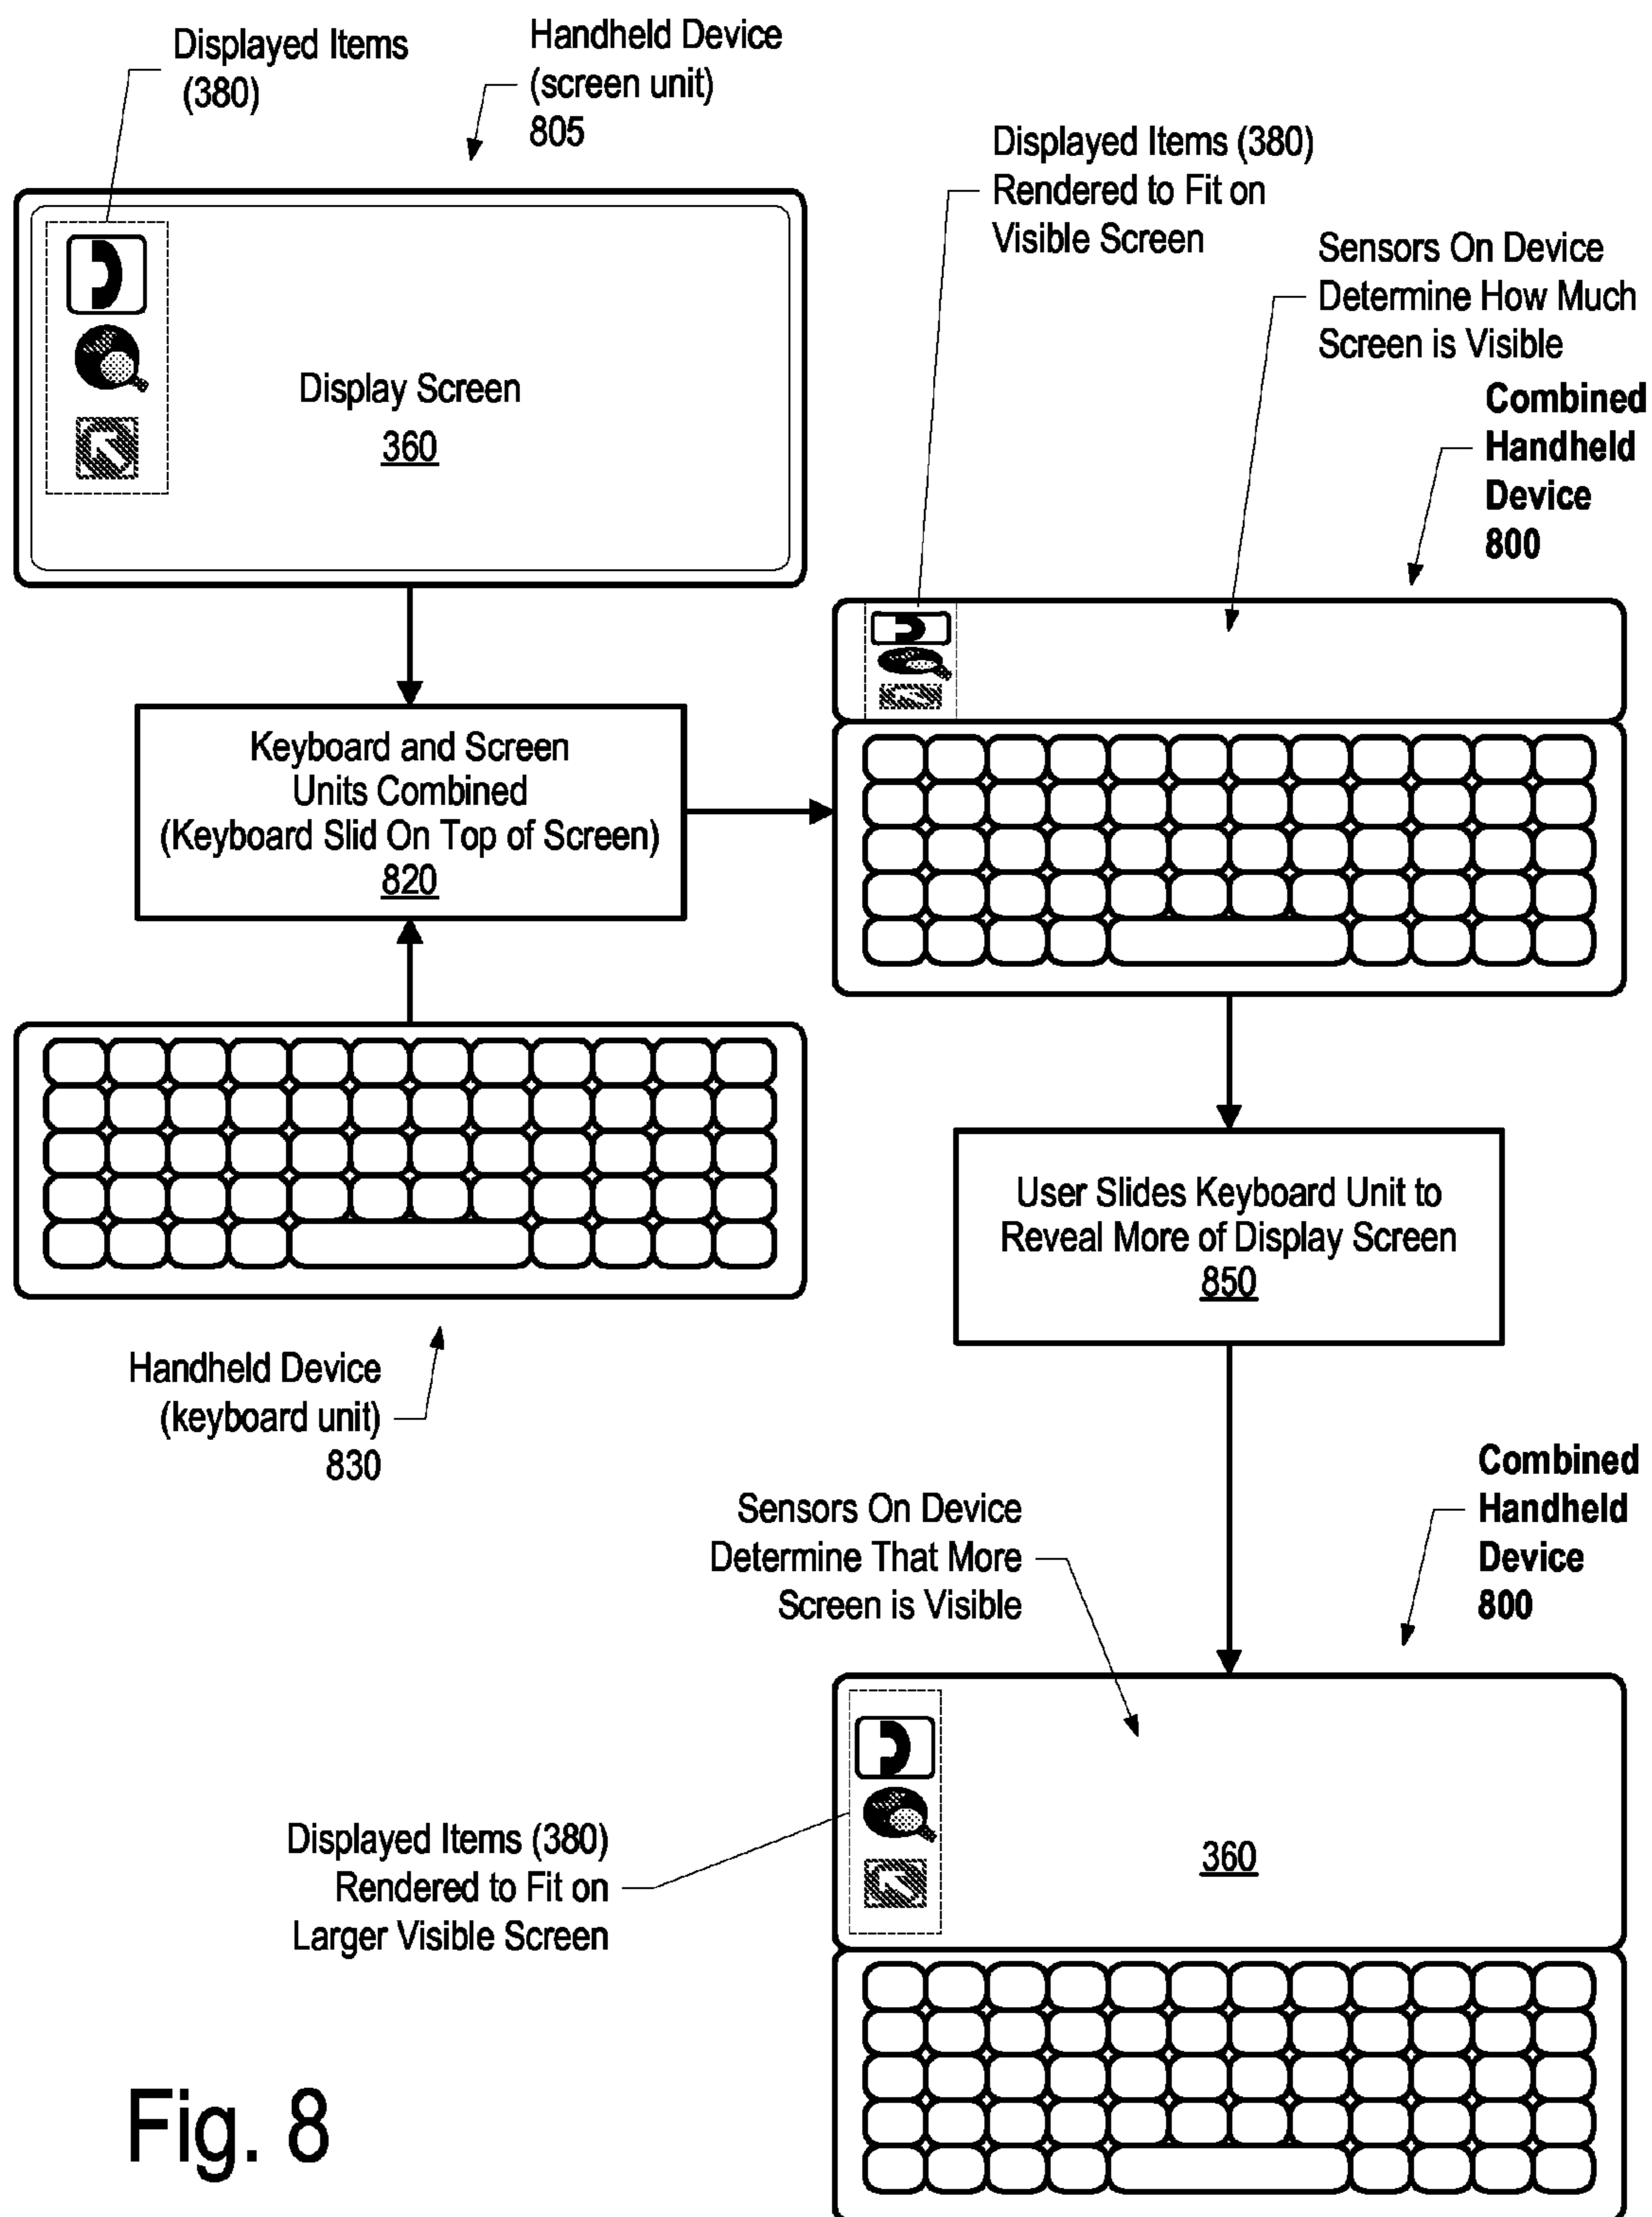 Displayed Items
(380)
Handheld Device
(screen unit)
805
Displayed Items (380)
Rendered to Fit on
Visible Screen
Sensors On Device
Determine How Much
Screen is Visible
Combined
Handheld
Device
800
Display Screen
360
Keyboard and Screen
Units Combined
(Keyboard Slid On Top of Screen)
820
User Slides Keyboard Unit to
Reveal More of Display Screen
850
Handheld Device
(keyboard unit)
830
Sensors On Device
Determine That More
Screen is Visible
Combined
Handheld
Device
800
Displayed Items (380)
Rendered to Fit on
Larger Visible Screen
360
Fig. 8